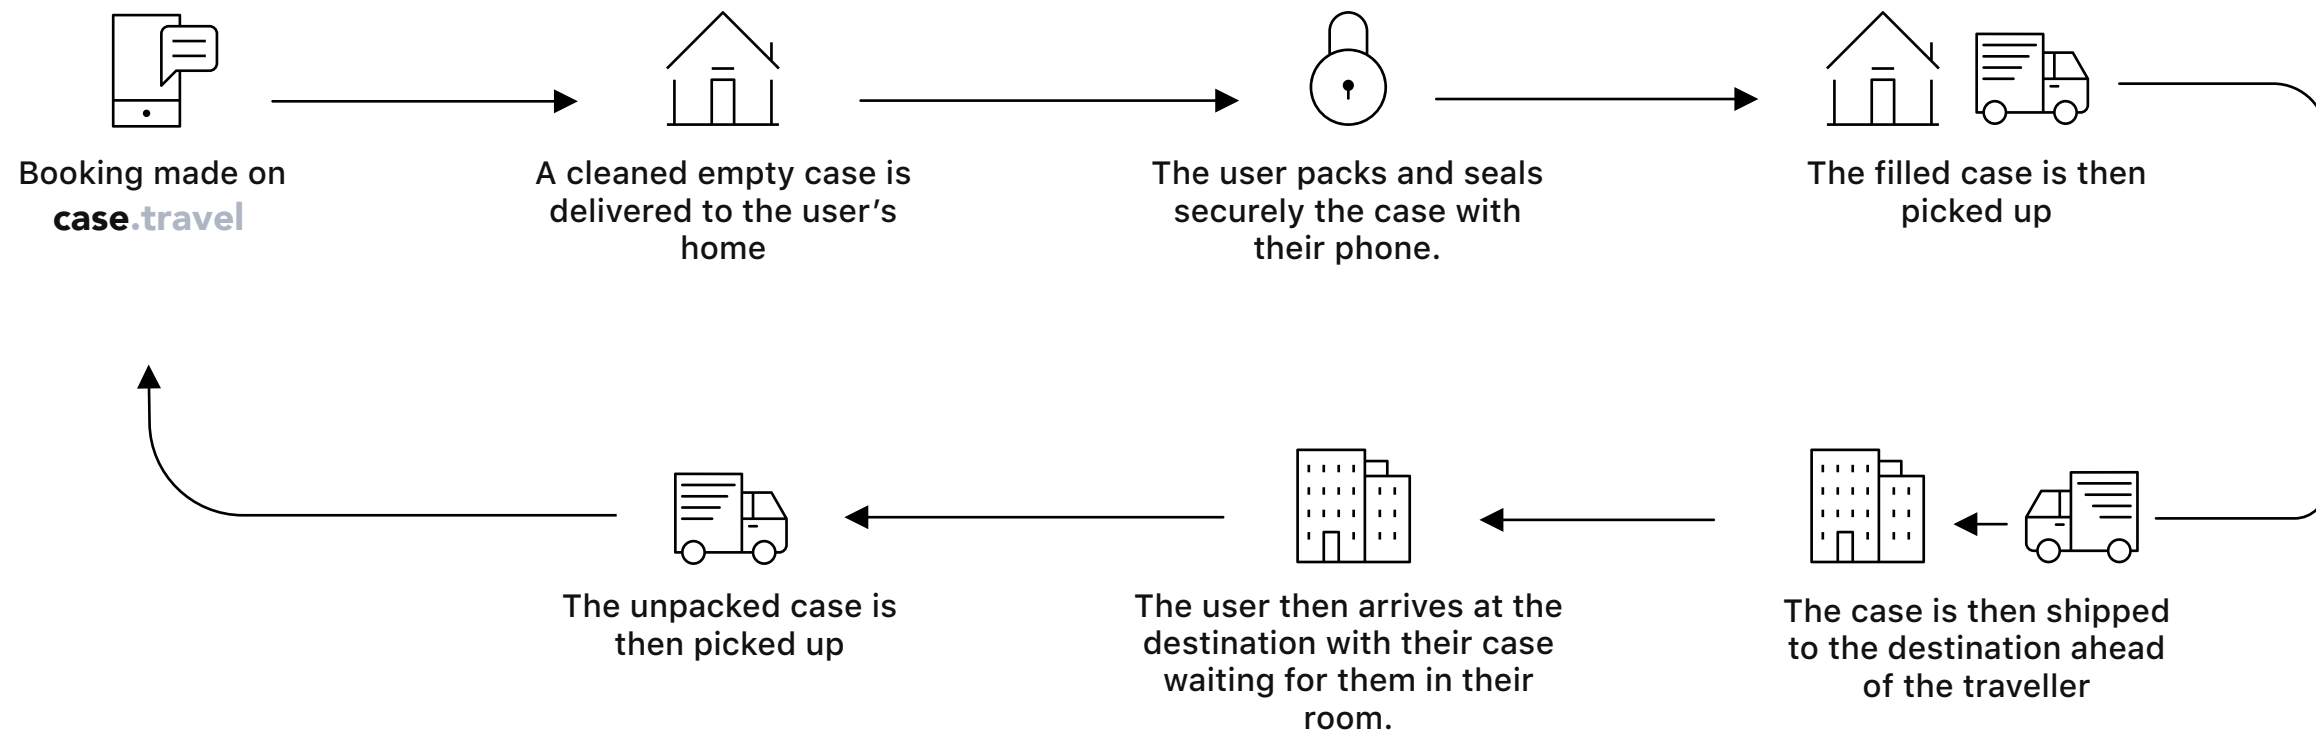 Booking made on
case.travel
A cleaned empty case is
delivered to the user’s
home
The user packs and seals
securely the case with
their phone.
The filled case is then
picked up
The case is then shipped
to the destination ahead
of the traveller
The user then arrives at the
destination with their case
waiting for them in their
room.
The unpacked case is
then picked up